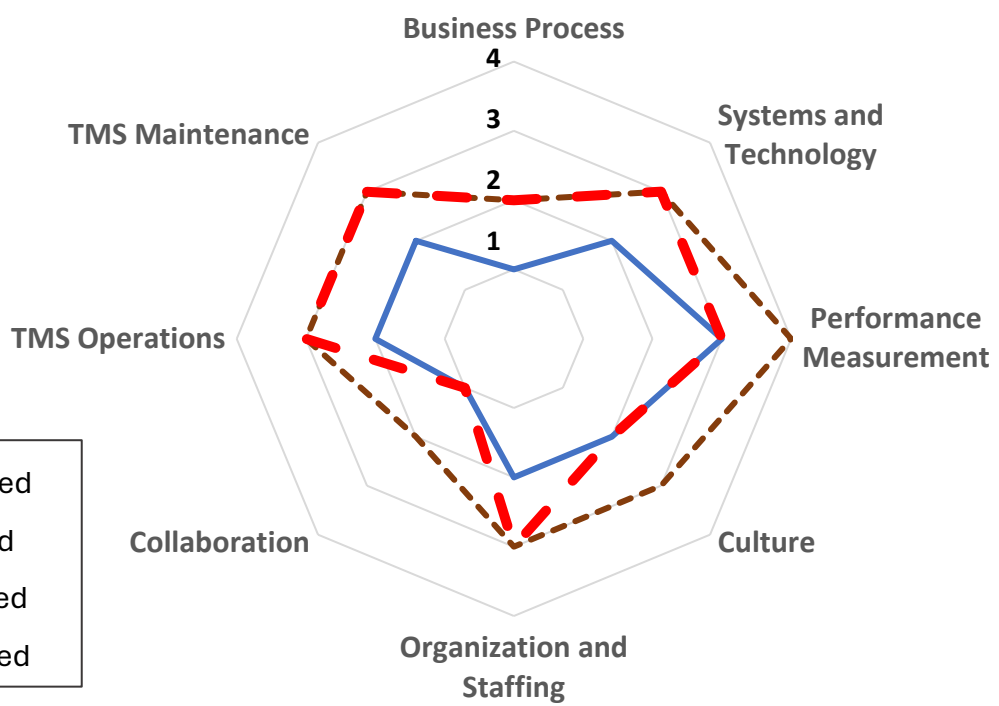 Business Process
4
3
2
1
Systems and
Technology
Performance
Measurement
Culture
Organization and
Staffing
Collaboration
TMS Operations
TMS Maintenance
ed
d
ed
ed